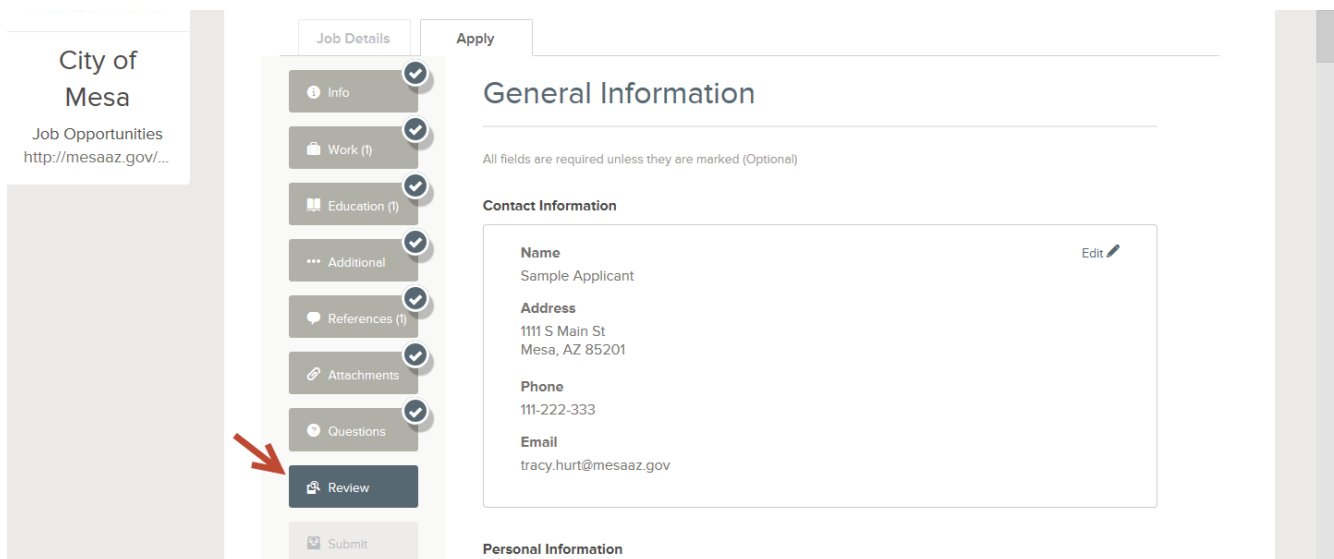 City of
Mesa
Job Opportunities
http://mesaaz.gov/...
Job Details
Apply
Info
Work (1)
Education (1)
Additional
References (1)
Attachments
Questions
Review
Submit
General Information
All fields are required unless they are marked (Optional)
Contact Information
Name
Edit
Sample Applicant
Address
1111 S Main St
Mesa, AZ 85201
Phone
111-222-333
Email
tracy.hurt@mesaaz.gov
Personal Information